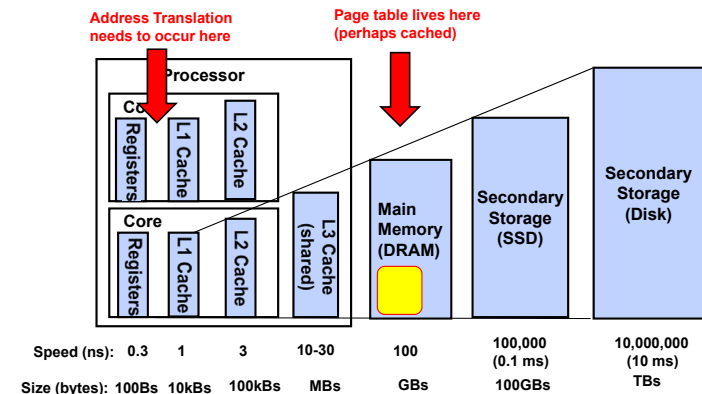 Address Translation
needs to occur here
Page table lives here
(perhaps cached)
Processor
Co
Registers
L1 Cache
L2 Cache
Core
Registers
L1 Cache
L2 Cache
L3 Cache
(shared)
Main
Memory
(DRAM)
Secondary
Storage
(SSD)
Secondary
Storage
(Disk)
Speed (ns): 0.3 1 3 10-30 100 100,000 10,000,000
(0.1 ms) (10 ms)
Size (bytes): 100Bs 10kBs 100kBs MBs GBs 100GBs TBs